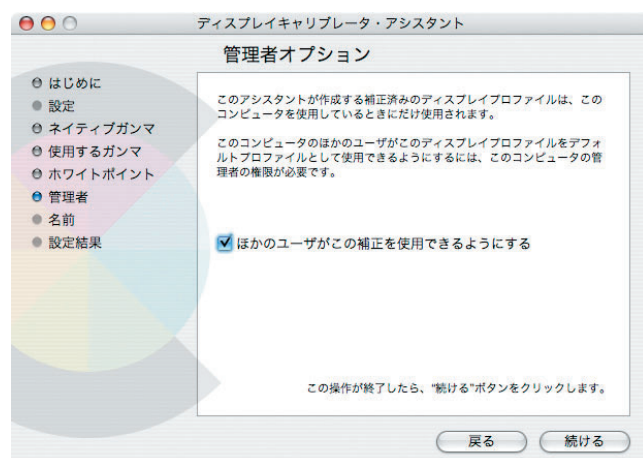 ディスプレイキャリブレータ・アシスタント
管理者オプション
はじめに
設定
ネイティブガンマ
使用するガンマ
ホワイトポイント
管理者
名前
設定結果
このアシスタントが作成する補正済みのディスプレイプロファイルは、この
コンピュータを使用しているときにだけ使用されます。
このコンピュータのほかのユーザがこのディスプレイプロファイルをデフォ
ルトプロファイルとして使用できるようにするには、このコンピュータの管
理者の権限が必要です。
ほかのユーザがこの補正を使用できるようにする
この操作が終了したら、"続ける"ボタンをクリックします。
戻る
続ける